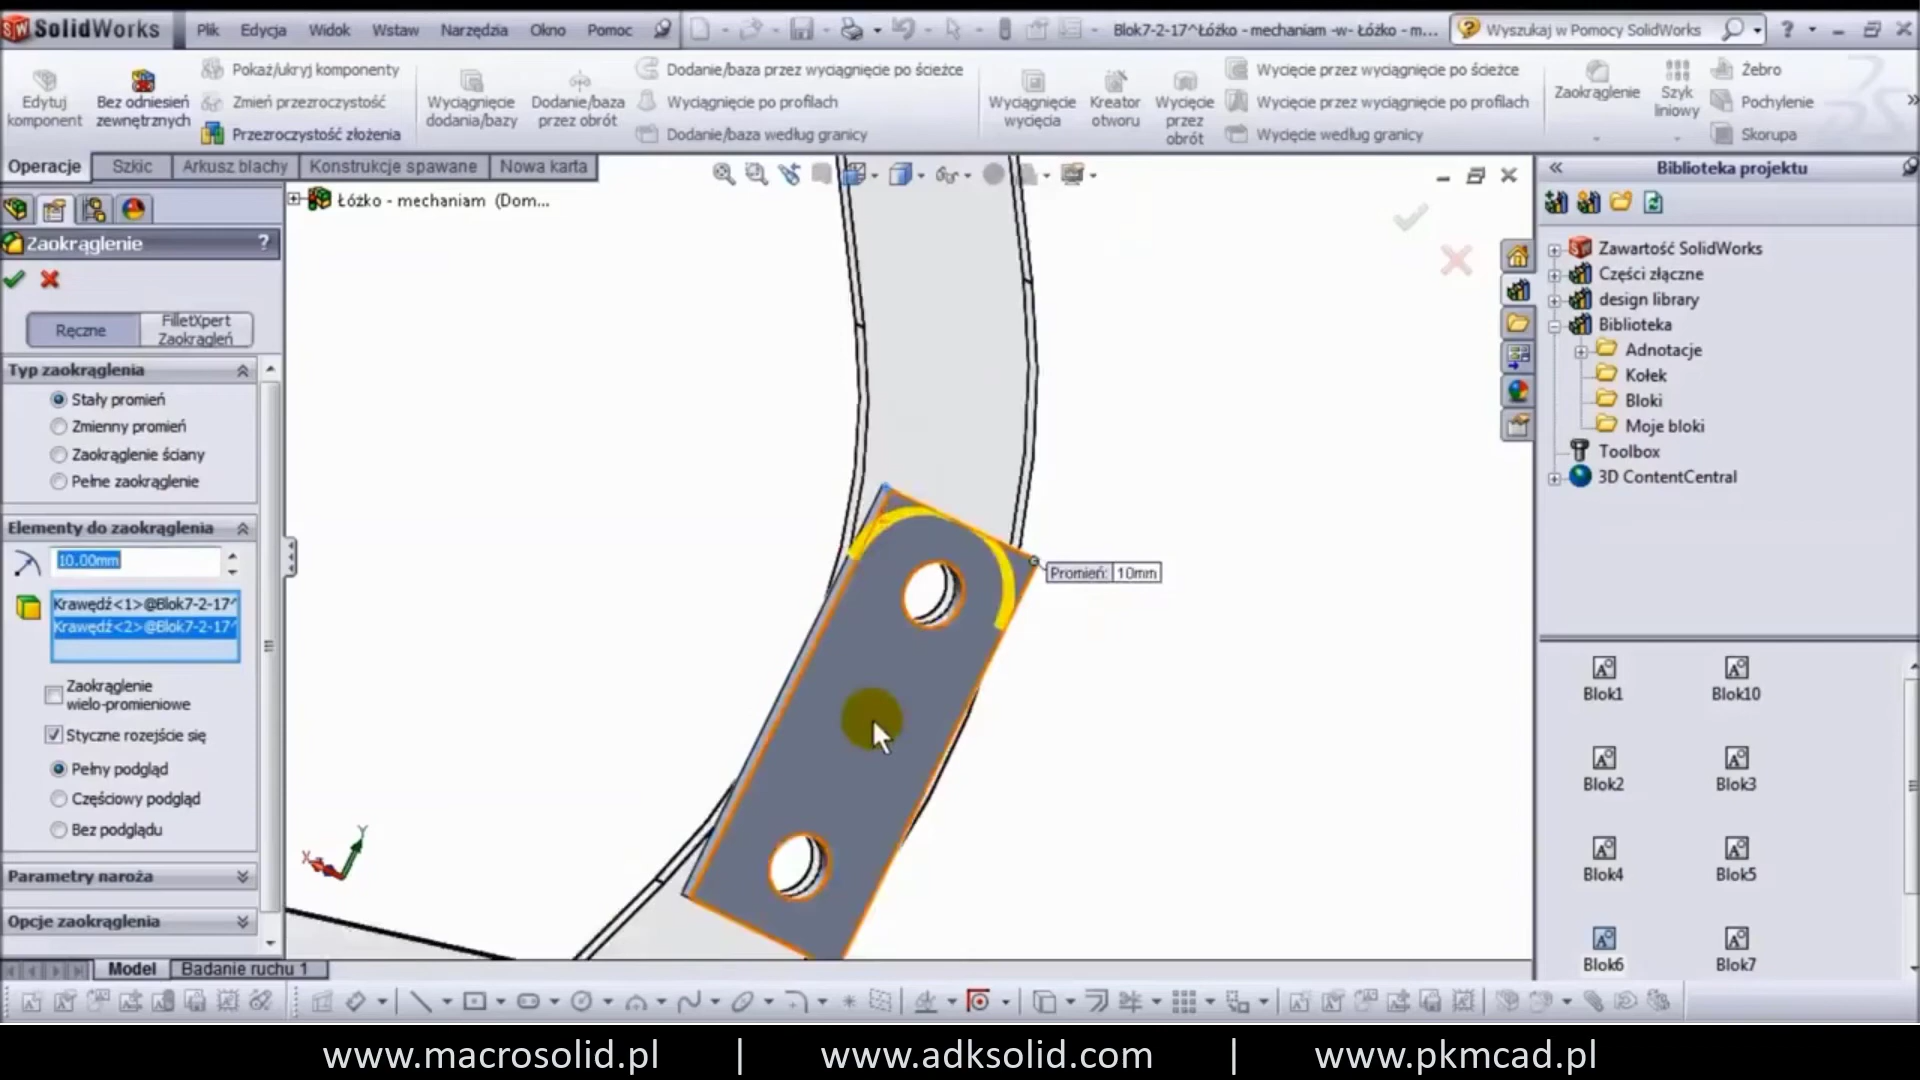 SolidWorks
Plik Edycja Widok Wstaw Narzędzia Okno Pomoc
Blok7-2-17^Łóżko - mechaniam -w- Łóżko - m...
Wyszukaj w Pomocy SolidWorks
Edytuj komponent
Bez odniesień zewnętrznych
Pokaż/ukryj komponenty
Zmień przezroczystość
Przezroczystość złożenia
Wyciągnięcie dodania/bazy
Dodanie/baza przez obrót
Dodanie/baza przez wyciągnięcie po ścieżce
Wyciągnięcie po profilach
Dodanie/baza według granicy
Wyciągnięcie wycięcia
Kreator otworu
Wycięcie przez obrót
Wycięcie przez wyciągnięcie po ścieżce
Wycięcie przez wyciągnięcie po profilach
Wycięcie według granicy
Zaokrąglenie
Szyk liniowy
Żebro
Pochylenie
Skorupa
Operacje Szkic Arkusz blachy Konstrukcje spawane Nowa karta
Łóżko - mechaniam (Dom...
Zaokrąglenie ?
Ręczne
FilletXpert Zaokrągleń
Typ zaokrąglenia
Stały promień
Zmienny promień
Zaokrąglenie ściany
Pełne zaokrąglenie
Elementy do zaokrąglenia
10.00mm
Krawędź<1>@Blok7-2-17^
Krawędź<2>@Blok7-2-17^
Zaokrąglenie
wielo-promieniowe
Styczne rozejście się
Pełny podgląd
Częściowy podgląd
Bez podglądu
Parametry naroża
Opcje zaokrąglenia
Promień: 10mm
Y
X
Biblioteka projektu
Zawartość SolidWorks
Części złączne
design library
Biblioteka
Adnotacje
Kołek
Bloki
Moje bloki
Toolbox
3D ContentCentral
Blok1 Blok10
Blok2 Blok3
Blok4 Blok5
Blok6 Blok7
Model Badanie ruchu 1
www.macrosolid.pl | www.adksolid.com | www.pkmcad.pl